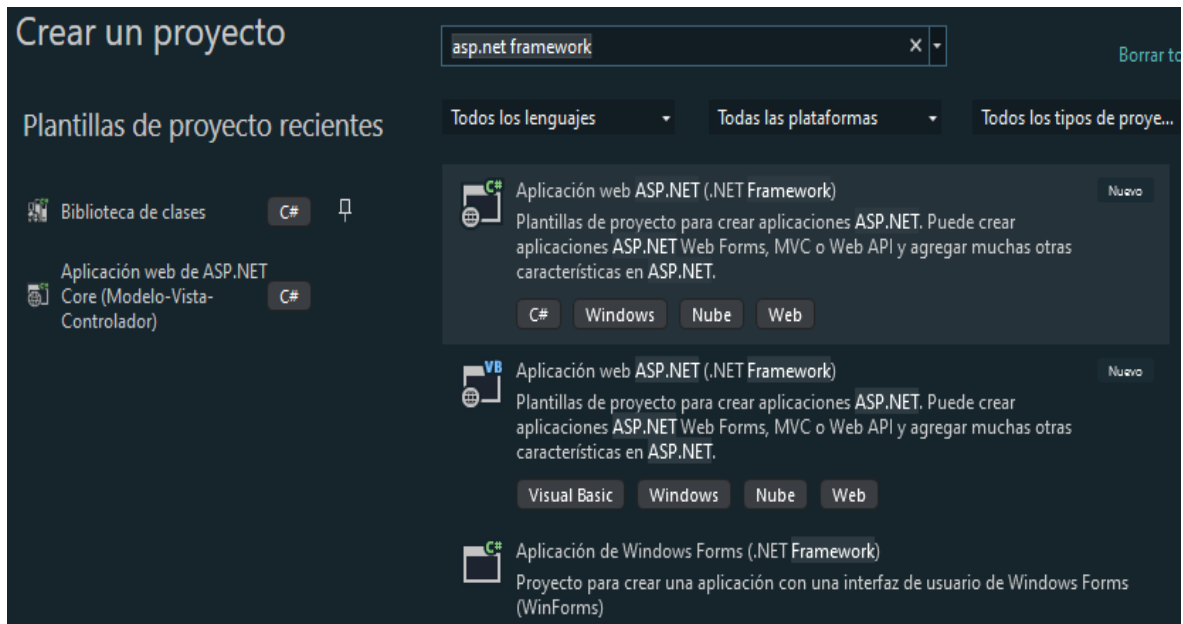 Crear un proyecto
asp.net framework
Borrar to
Plantillas de proyecto recientes
Todos los lenguajes
Todas las plataformas
Todos los tipos de proye...
Biblioteca de clases
C#
Aplicación web de ASP.NET
Core (Modelo-Vista-
Controlador)
C#
C#
Aplicación web ASP.NET (.NET Framework)
Nuevo
Plantillas de proyecto para crear aplicaciones ASP.NET. Puede crear
aplicaciones ASP.NET Web Forms, MVC o Web API y agregar muchas otras
características en ASP.NET.
C#
Windows
Nube
Web
VB
Aplicación web ASP.NET (.NET Framework)
Nuevo
Plantillas de proyecto para crear aplicaciones ASP.NET. Puede crear
aplicaciones ASP.NET Web Forms, MVC o Web API y agregar muchas otras
características en ASP.NET.
Visual Basic
Windows
Nube
Web
C#
Aplicación de Windows Forms (.NET Framework)
Proyecto para crear una aplicación con una interfaz de usuario de Windows Forms
(WinForms)